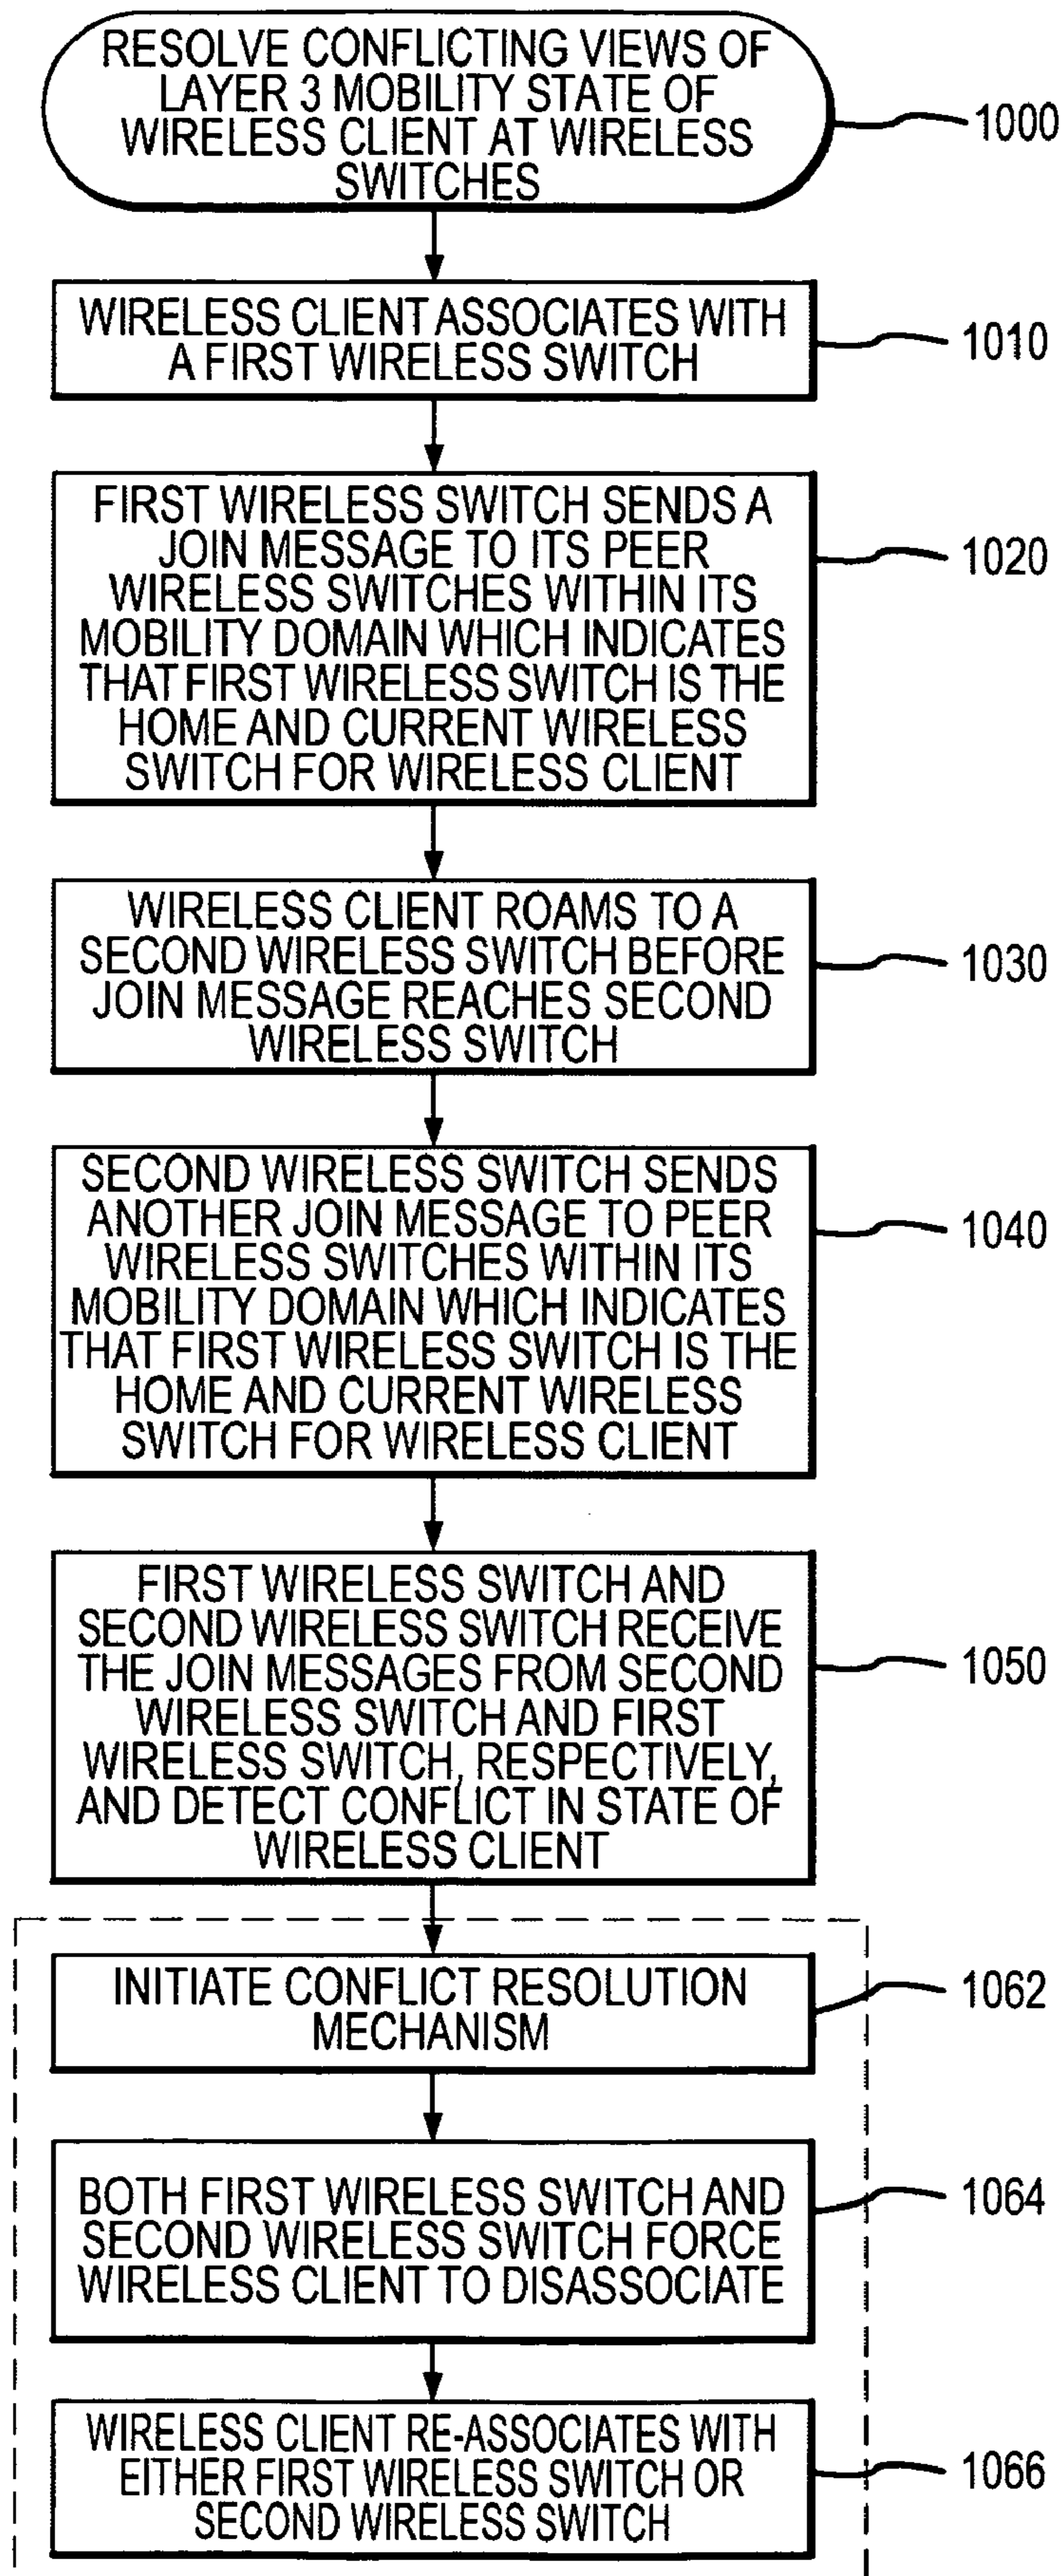 RESOLVE CONFLICTING VIEWS OF
LAYER 3 MOBILITY STATE OF
WIRELESS CLIENT AT WIRELESS
SWITCHES
1000
WIRELESS CLIENT ASSOCIATES WITH
A FIRST WIRELESS SWITCH
1010
FIRST WIRELESS SWITCH SENDS A
JOIN MESSAGE TO ITS PEER
WIRELESS SWITCHES WITHIN ITS
MOBILITY DOMAIN WHICH INDICATES
THAT FIRST WIRELESS SWITCH IS THE
HOME AND CURRENT WIRELESS
SWITCH FOR WIRELESS CLIENT
1020
WIRELESS CLIENT ROAMS TO A
SECOND WIRELESS SWITCH BEFORE
JOIN MESSAGE REACHES SECOND
WIRELESS SWITCH
1030
SECOND WIRELESS SWITCH SENDS
ANOTHER JOIN MESSAGE TO PEER
WIRELESS SWITCHES WITHIN ITS
MOBILITY DOMAIN WHICH INDICATES
THAT FIRST WIRELESS SWITCH IS THE
HOME AND CURRENT WIRELESS
SWITCH FOR WIRELESS CLIENT
1040
FIRST WIRELESS SWITCH AND
SECOND WIRELESS SWITCH RECEIVE
THE JOIN MESSAGES FROM SECOND
WIRELESS SWITCH AND FIRST
WIRELESS SWITCH, RESPECTIVELY,
AND DETECT CONFLICT IN STATE OF
WIRELESS CLIENT
1050
INITIATE CONFLICT RESOLUTION
MECHANISM
1062
BOTH FIRST WIRELESS SWITCH AND
SECOND WIRELESS SWITCH FORCE
WIRELESS CLIENT TO DISASSOCIATE
1064
WIRELESS CLIENT RE-ASSOCIATES WITH
EITHER FIRST WIRELESS SWITCH OR
SECOND WIRELESS SWITCH
1066